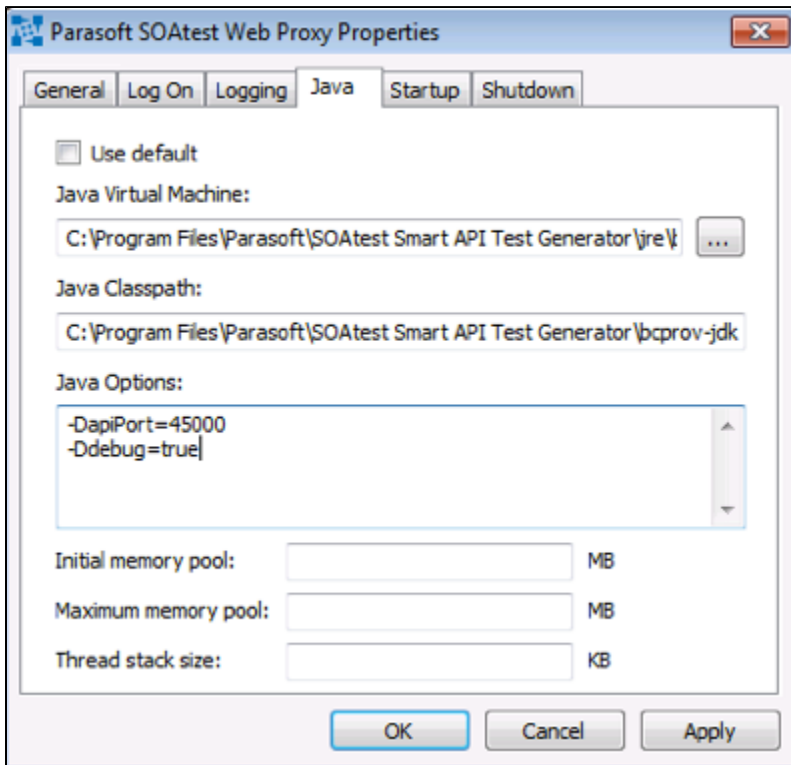 Parasoft SOAtest Web Proxy Properties
General Log On Logging Java Startup Shutdown
Use default
Java Virtual Machine:
C:\Program Files\Parasoft\SOAtest Smart API Test Generator\jre\ ...
Java Classpath:
C:\Program Files\Parasoft\SOAtest Smart API Test Generator\bcprov-jdk
Java Options:
-DapiPort=45000
-Ddebug=true
Initial memory pool: MB
Maximum memory pool: MB
Thread stack size: KB
OK Cancel Apply